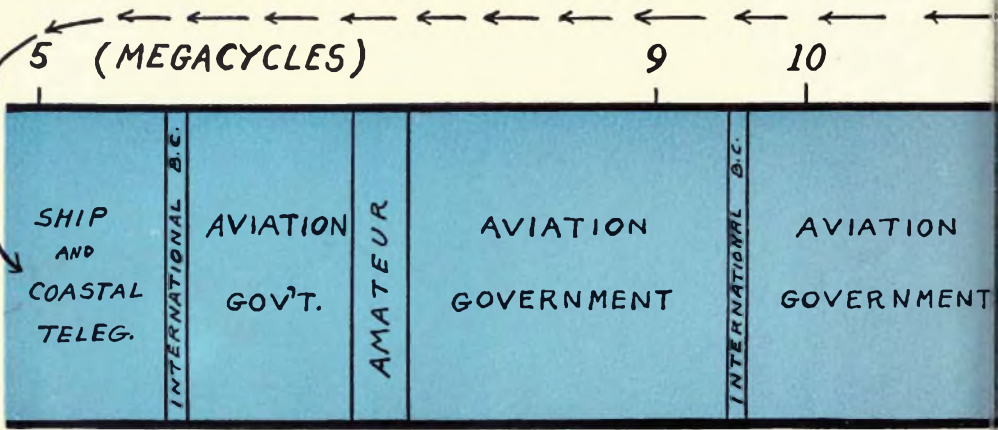 5 (MEGACYCLES) 9 10
SHIP
AND
COASTAL
TELEG.
INTERNATIONAL B.C.
AVIATION
GOV'T.
AMATEUR
AVIATION
GOVERNMENT
INTERNATIONAL B.C.
AVIATION
GOVERNMENT